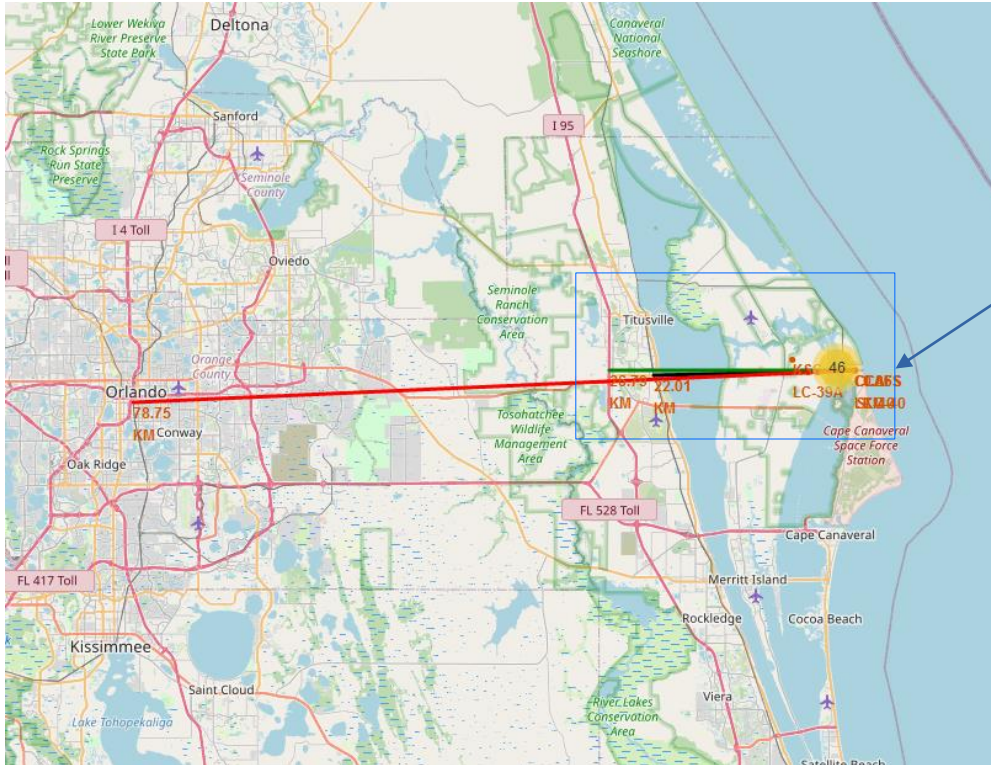 Lower Wekiva
River Preserve
State Park
Deltona
Canaveral
National
Seashore
Sanford
I 95
Rock Springs
Run State
Preserve
Seminole
County
I 4 Toll
Oviedo
Seminole
Ranch
Conservation
Area
Titusville
Orange
County
46
Orlando
78.75
KM
22.01
KM
KM
LC-39A
Conway
Tosohatchee
Wildlife
Management
Area
Cape Canaveral
Space Force
Station
Oak Ridge
FL 528 Toll
Cape Canaveral
FL 417 Toll
Merritt Island
Rockledge
Cocoa Beach
Kissimmee
Saint Cloud
Lake Tohopekaliga
River Lakes
Conservation
Area
Viera
Satellite Beach